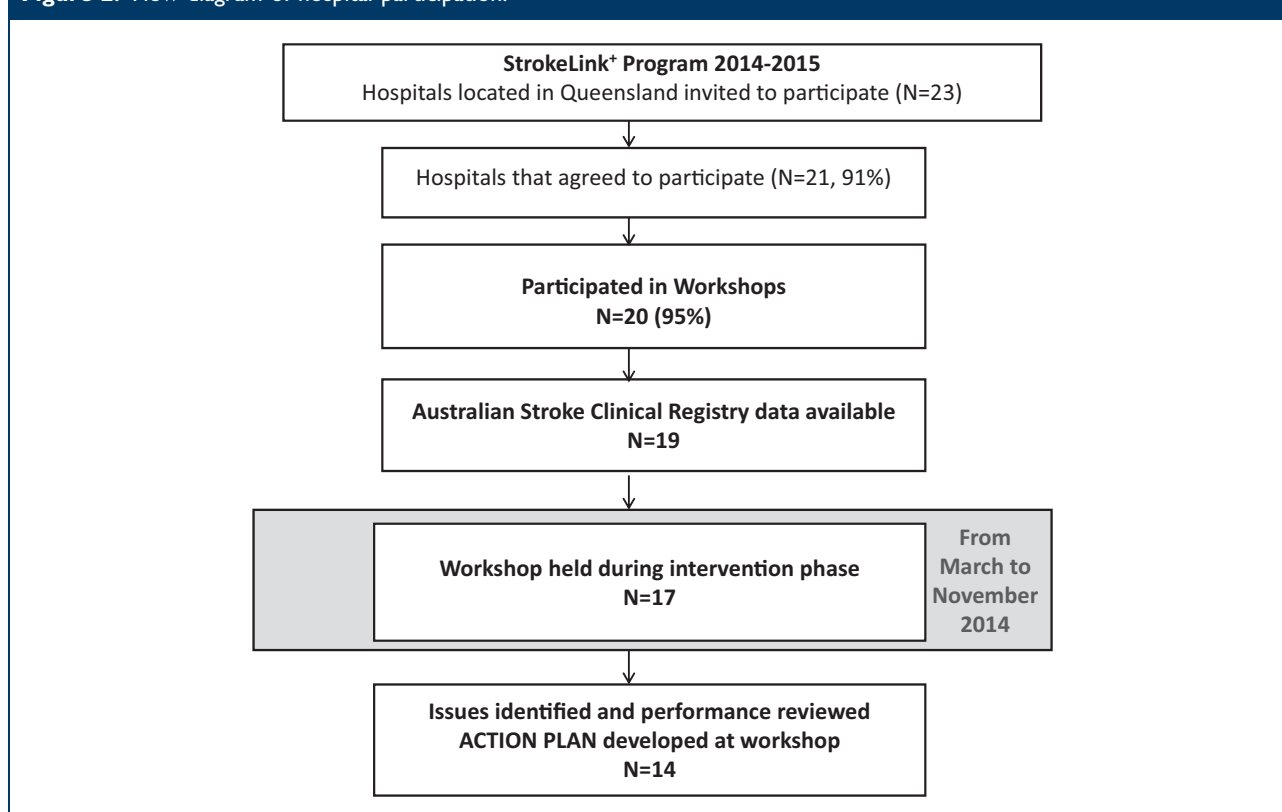 StrokeLink+ Program 2014-2015
Hospitals located in Queensland invited to participate (N=23)
Hospitals that agreed to participate (N=21, 91%)
Participated in Workshops
N=20 (95%)
Australian Stroke Clinical Registry data available
N=19
Workshop held during intervention phase
N=17
From
March to
November
2014
Issues identified and performance reviewed
ACTION PLAN developed at workshop
N=14